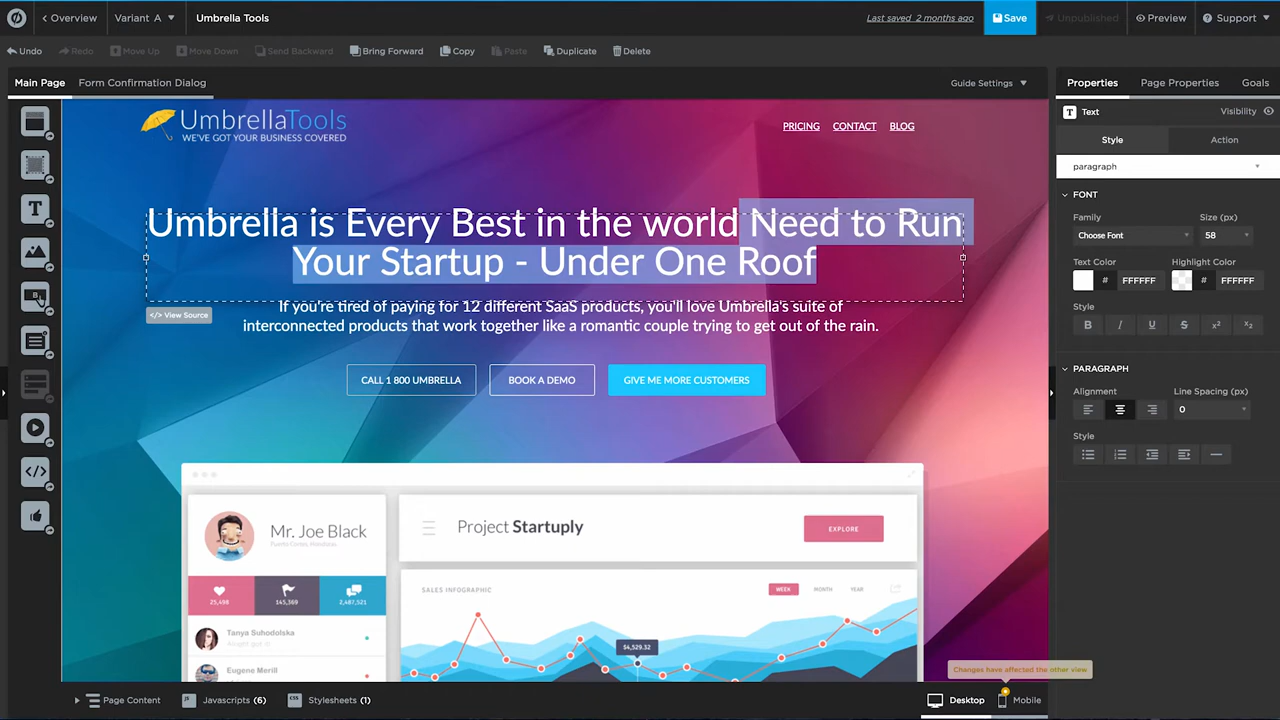 Overview
Variant A
Umbrella Tools
Last saved 2 months ago
Save
Unpublished
Preview
Support
Undo
Redo
Move Up
Move Down
Send Backward
Bring Forward
Copy
Paste
Duplicate
Delete
Main Page
Form Confirmation Dialog
Guide Settings
Properties
Page Properties
Goals
UmbrellaTools
WE'VE GOT YOUR BUSINESS COVERED
PRICING CONTACT BLOG
Umbrella is Every Best in the world Need to Run
Your Startup - Under One Roof
If you're tired of paying for 12 different SaaS products, you'll love Umbrella's suite of
interconnected products that work together like a romantic couple trying to get out of the rain.
</> View Source
CALL 1 800 UMBRELLA
BOOK A DEMO
GIVE ME MORE CUSTOMERS
Mr. Joe Black
Puerto Cortes, Honduras
25,498
145,389
2,487,521
Tanya Suhodolska
Eugene Merill
Project Startuply
EXPLORE
SALES INFOGRAPHIC
WEEK
MONTH
YEAR
$4,529.32
T Text
Visibility
Style
Action
paragraph
FONT
Family
Size (px)
Choose Font
58
Text Color
Highlight Color
# FFFFFF
# FFFFFF
Style
B I U S x² x₂
PARAGRAPH
Alignment
Line Spacing (px)
0
Style
Changes have affected the other view
Page Content
JS Javascripts (6)
CSS Stylesheets (1)
Desktop
Mobile